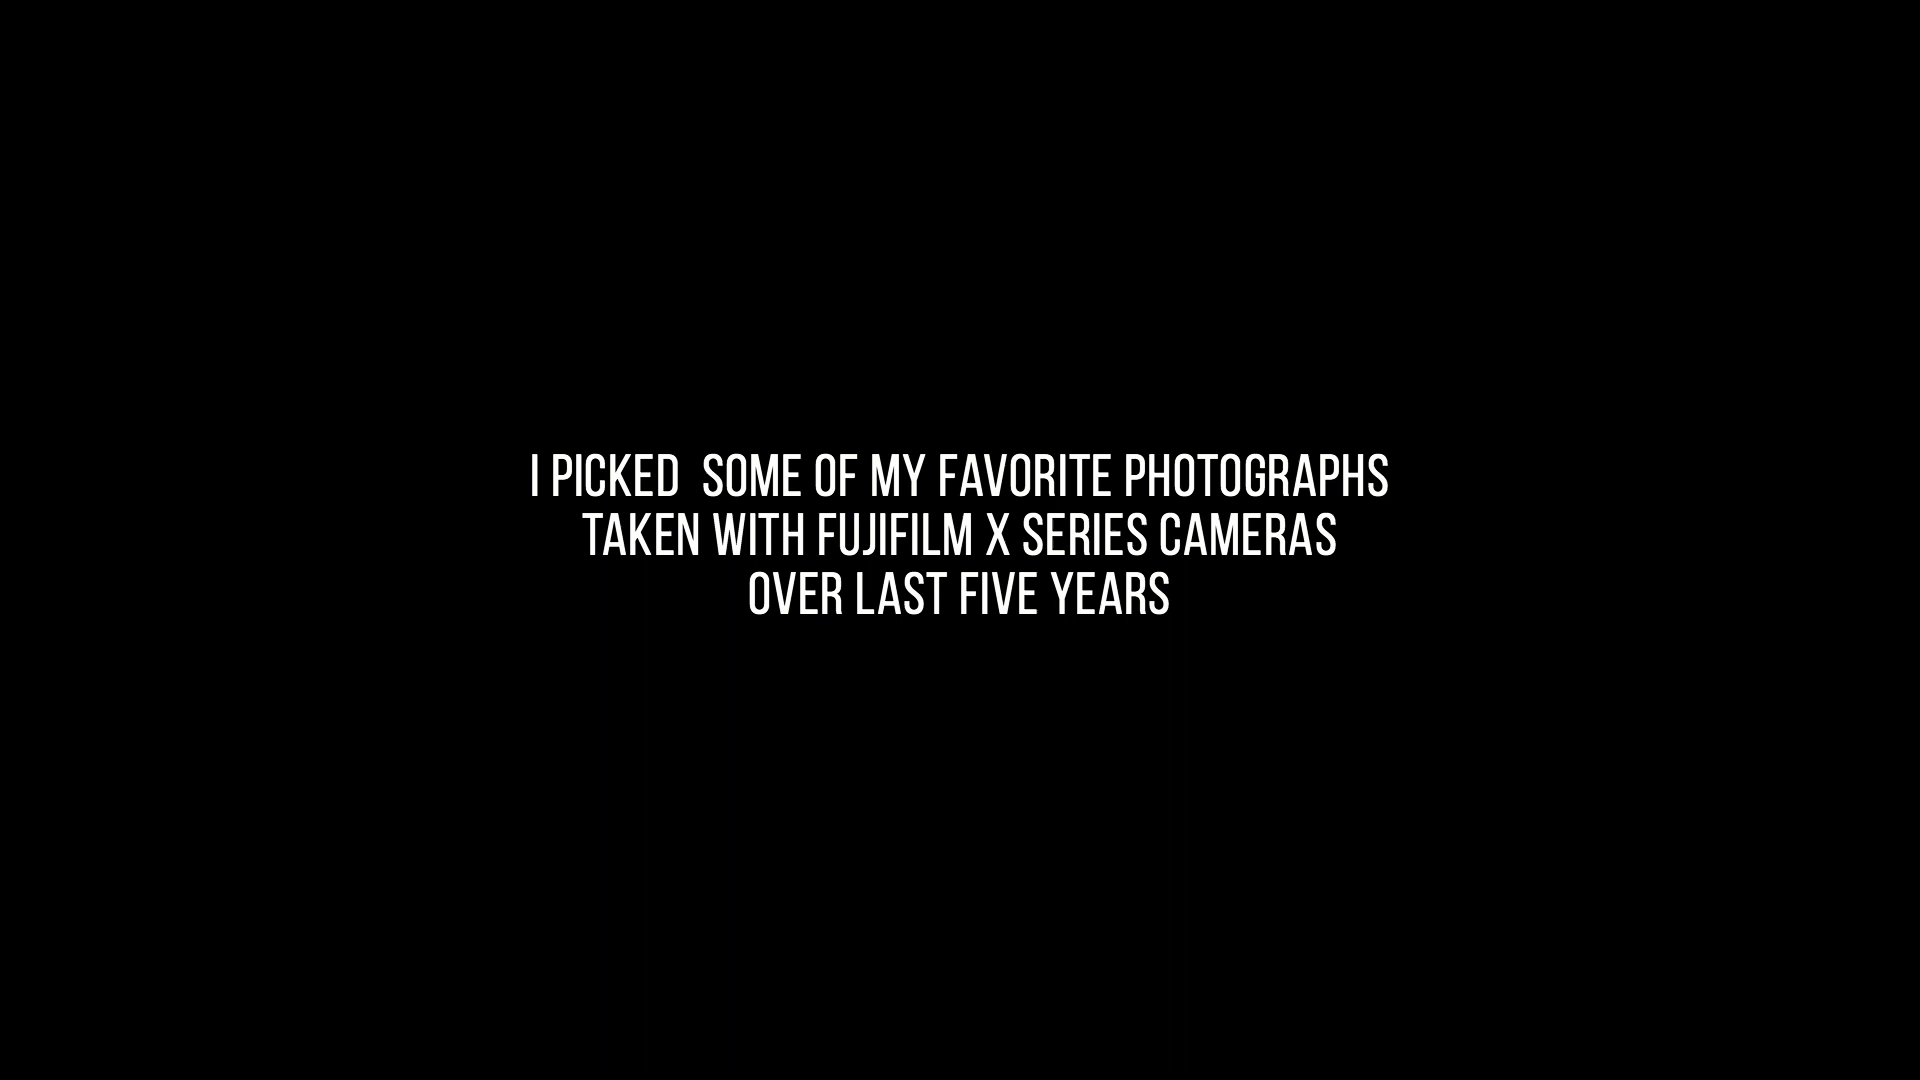 I PICKED  SOME OF MY FAVORITE PHOTOGRAPHS
TAKEN WITH FUJIFILM X SERIES CAMERAS
OVER LAST FIVE YEARS